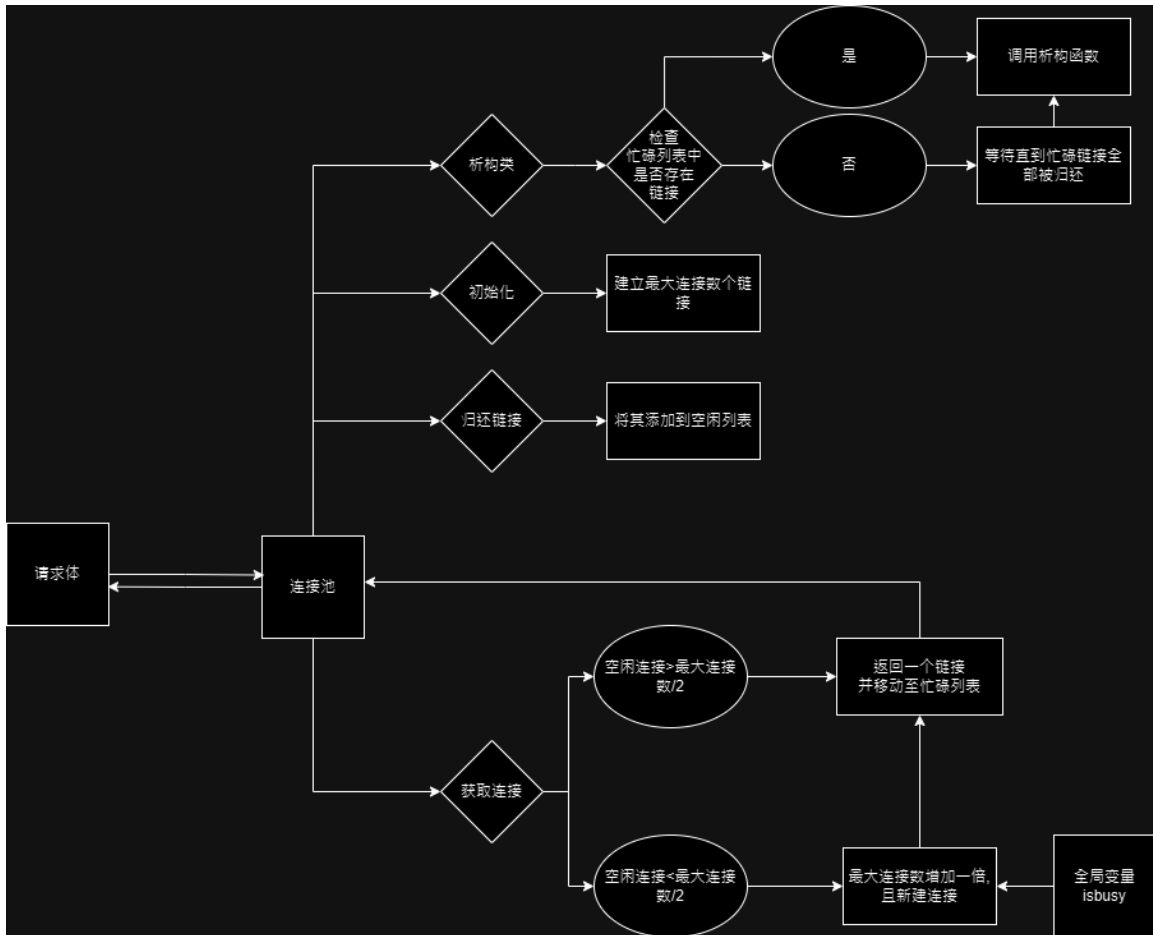 是
调用析构函数
析构类
检查
忙碌列表中
是否存在
链接
否
等待直到忙碌链接全
部被归还
初始化
建立最大连接数个链
接
归还链接
将其添加到空闲列表
请求体
连接池
空闲连接>最大连接
数/2
返回一个链接
并移动至忙碌列表
获取连接
空闲连接<最大连接
数/2
最大连接数增加一倍,
且新建连接
全局变量
isbusy